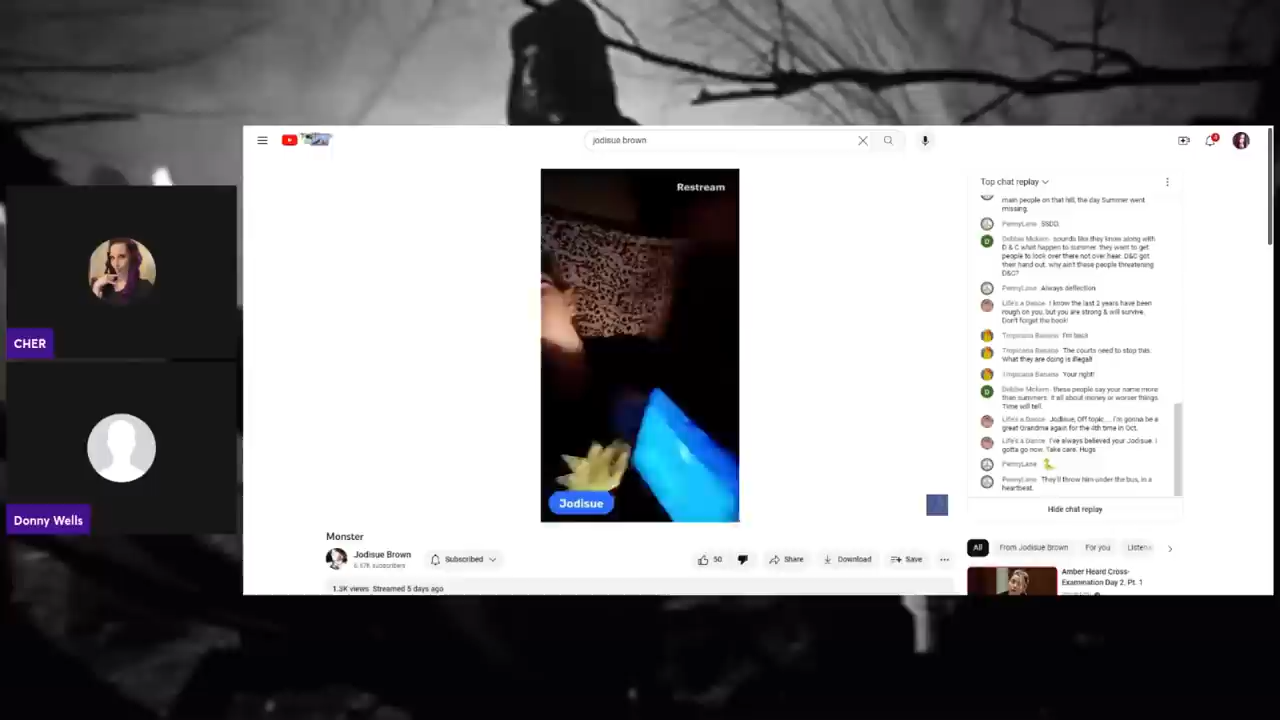 jodisue brown
Restream
Top chat replay
main people on that hill, the day Summer went
missing.
PennyLane SSDD.
Debbie Mickem sounds like they know along with
D & C what happen to summer. they want to get
people to look over there not over hear. D&C got
their hand out. why ain't these people threatening
D&C?
PennyLane Always deflection
Life's a Dance I know the last 2 years have been
rough on you, but you are strong & will survive.
Don't forget the book!
Tropicana Banana I'm back
Tropicana Banana The courts need to stop this.
What they are doing is illegal!
Tropicana Banana Your right!
Debbie Mickem these people say your name more
than summers. it all about money or worser things
Time will tell.
Life's a Dance Jodisue, Off topic.... I'm gonna be a
great Grandma again for the 4th time in Oct.
Life's a Dance I've always believed your Jodisue. I
gotta go now. Take care. Hugs
PennyLane
PennyLane They'll throw him under the bus, in a
heartbeat.
Hide chat replay
CHER
Donny Wells
Jodisue
Monster
Jodisue Brown
subscribers
Subscribed
50
Share
Download
Save
1.3K views Streamed 5 days ago
All
From Jodisue Brown
For you
Amber Heard Cross-
Examination Day 2, Pt. 1